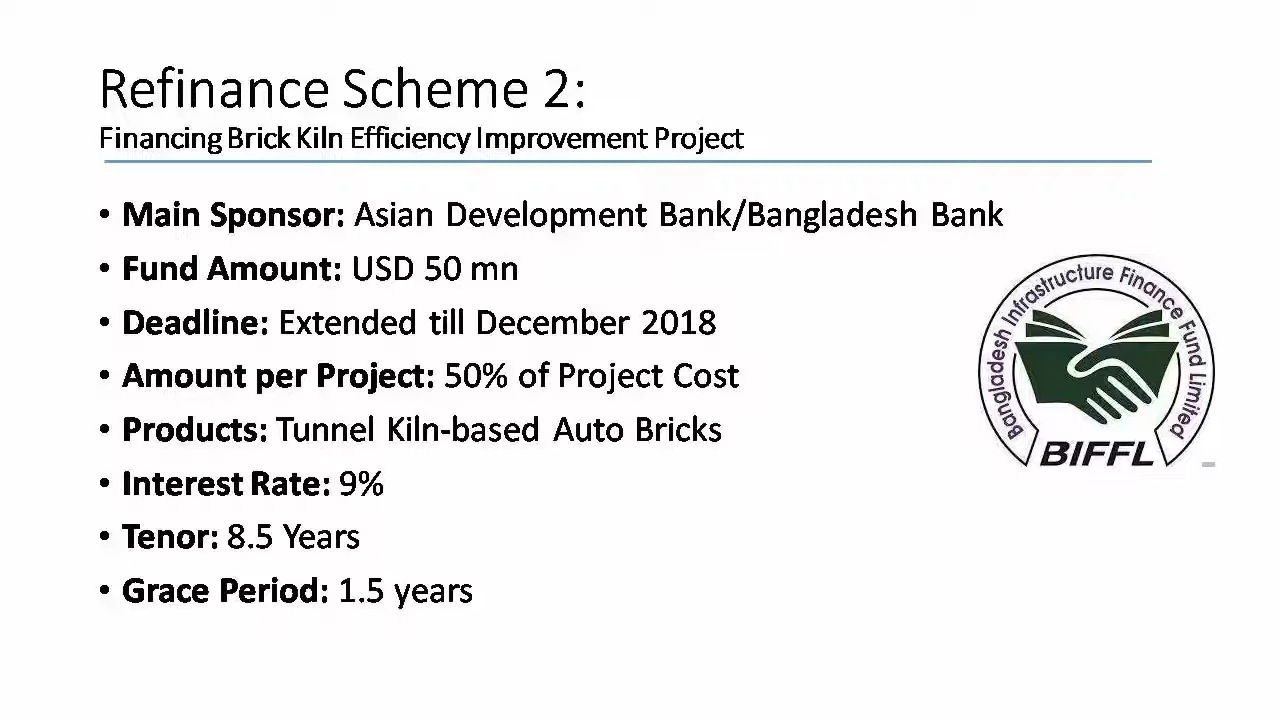 Refinance Scheme 2:
Financing Brick Kiln Efficiency Improvement Project
• Main Sponsor: Asian Development Bank/Bangladesh Bank
• Fund Amount: USD 50 mn
• Deadline: Extended till December 2018
• Amount per Project: 50% of Project Cost
• Products: Tunnel Kiln-based Auto Bricks
• Interest Rate: 9%
• Tenor: 8.5 Years
• Grace Period: 1.5 years
Bangladesh Infrastructure Finance Fund Limited
BIFFL